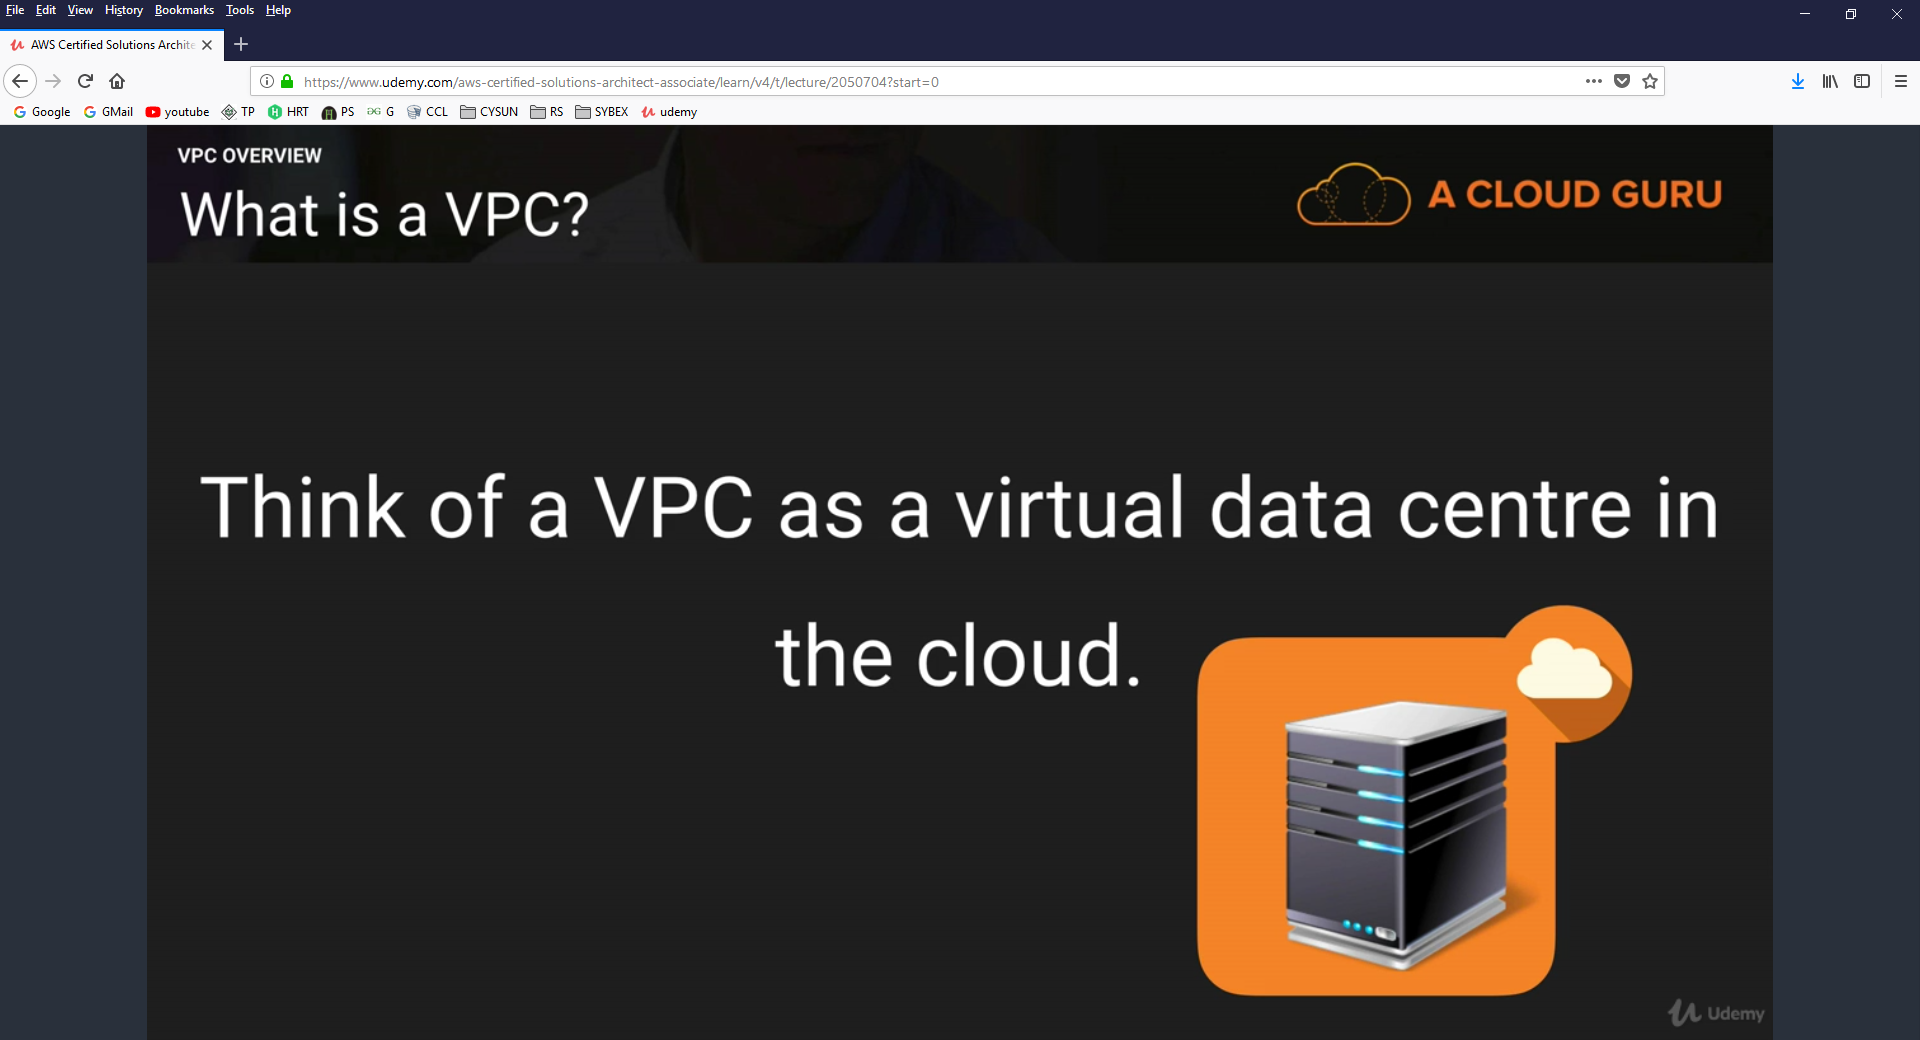 File Edit View History Bookmarks Tools Help
AWS Certified Solutions Archite
https://www.udemy.com/aws-certified-solutions-architect-associate/learn/v4/t/lecture/2050704?start=0
Google GMail youtube TP HRT PS G CCL CYSUN RS SYBEX udemy
VPC OVERVIEW
What is a VPC?
A CLOUD GURU
Think of a VPC as a virtual data centre in
the cloud.
Udemy